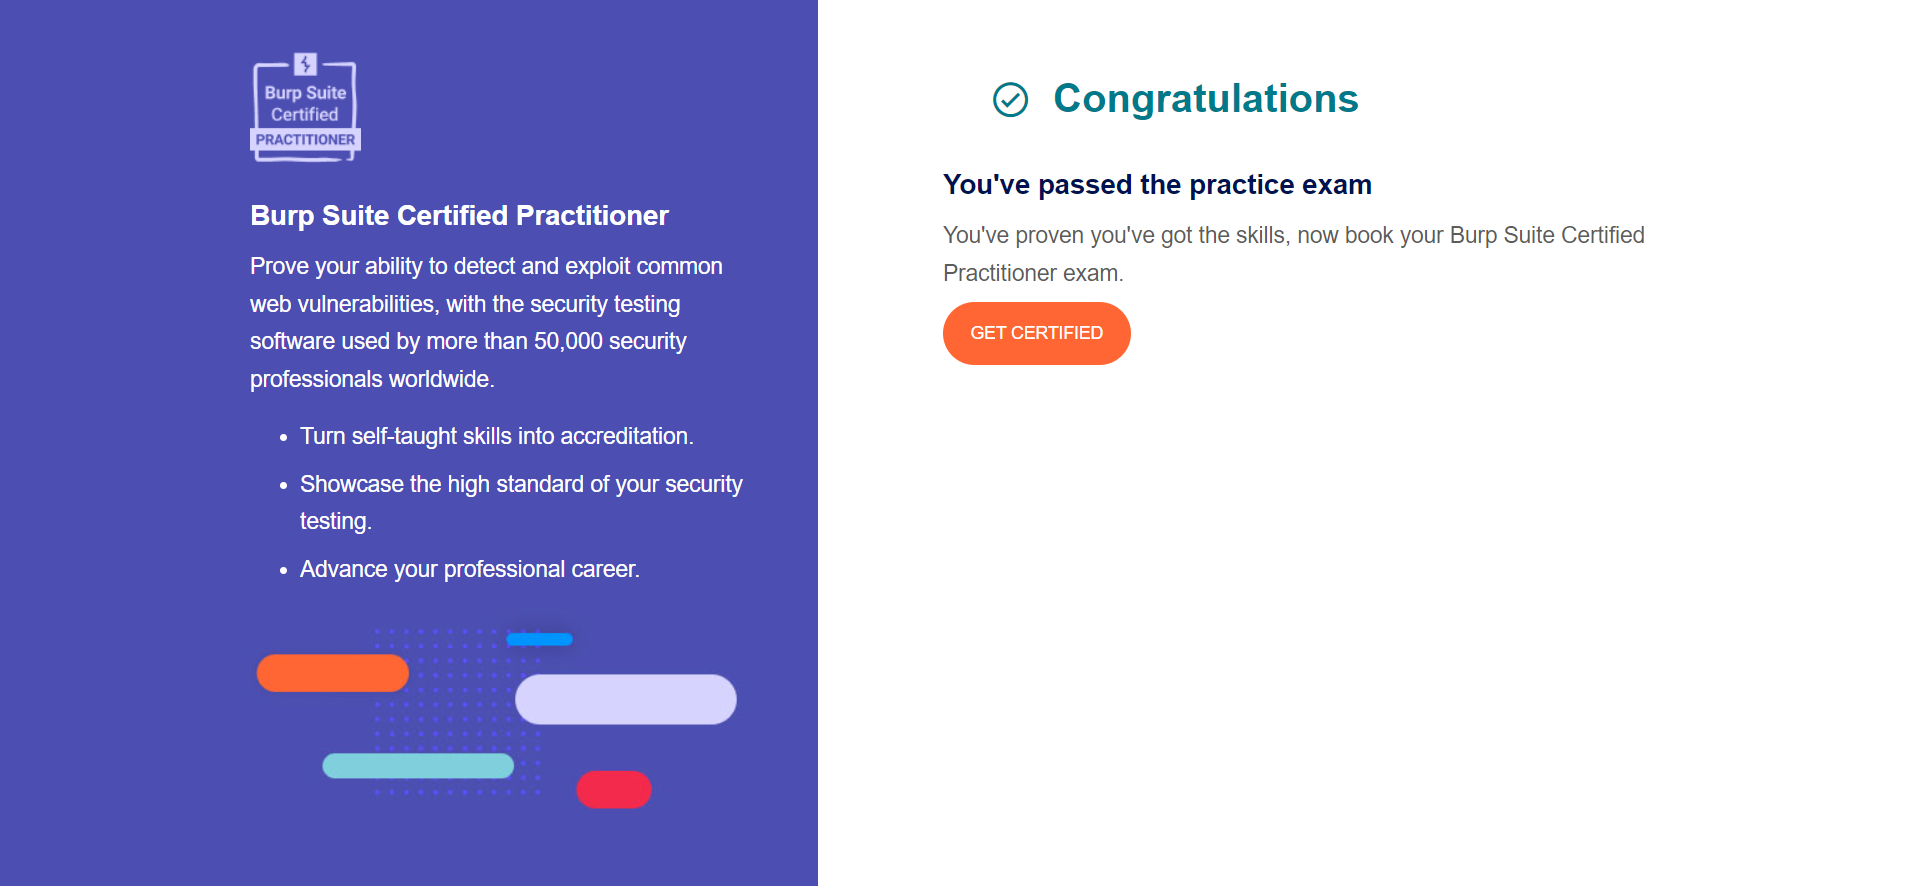 Burp Suite
Certified
PRACTITIONER
Burp Suite Certified Practitioner
Prove your ability to detect and exploit common
web vulnerabilities, with the security testing
software used by more than 50,000 security
professionals worldwide.
• Turn self-taught skills into accreditation.
• Showcase the high standard of your security
testing.
• Advance your professional career.
Congratulations
You've passed the practice exam
You've proven you've got the skills, now book your Burp Suite Certified
Practitioner exam.
GET CERTIFIED